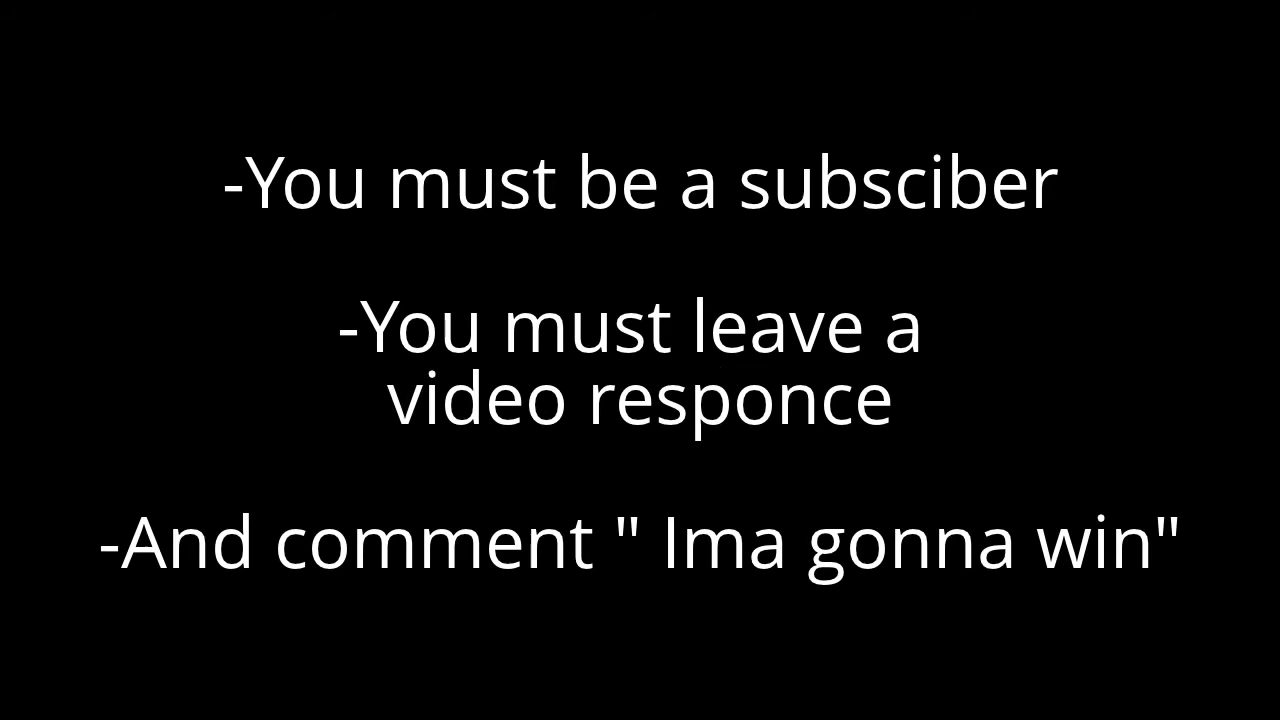 -You must be a subsciber
-You must leave a
video responce
-And comment " Ima gonna win"